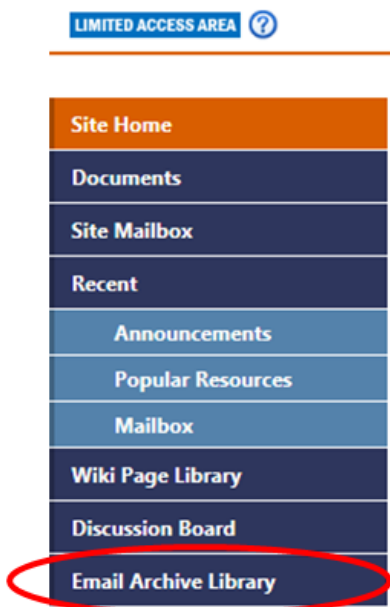 LIMITED ACCESS AREA ?
Site Home
Documents
Site Mailbox
Recent
Announcements
Popular Resources
Mailbox
Wiki Page Library
Discussion Board
Email Archive Library